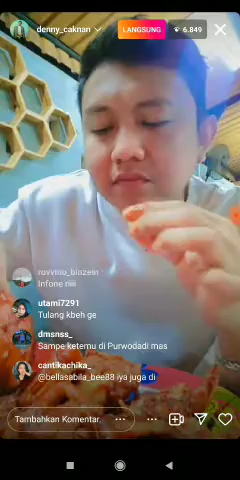 denny_caknan
LANGSUNG
6.849
Infone niii
utami7291
Tulang kbeh ge
dmsnss_
Sampe ketemu di Purwodadi mas
cantikachika_
@bellasabila_bee88 iya juga di
Tambahkan Komentar.